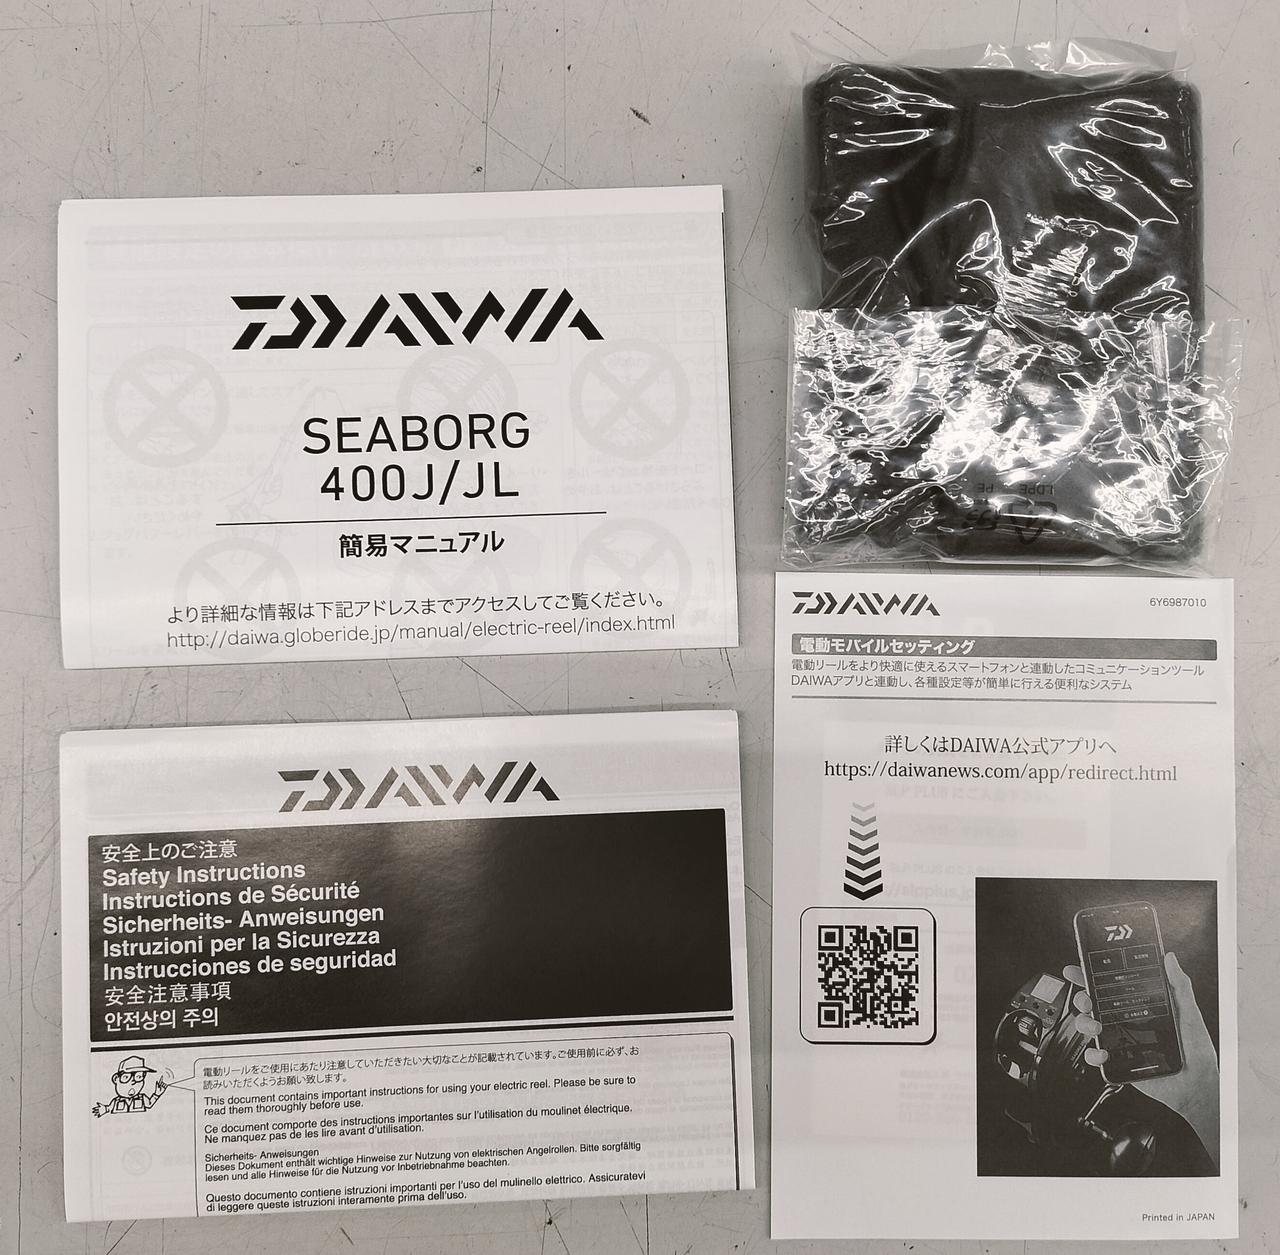 DAIWA
SEABORG
400J/JL
簡易マニュアル
より詳細な情報は下記アドレスまでアクセスしてご覧ください。
http://daiwa.globeride.jp/manual/electric-reel/index.html
LDPE PE
DAIWA
6Y6987010
電動モバイルセッティング
電動リールをより快適に使えるスマートフォンと連動したコミュニケーションツール
DAIWAアプリと連動し、各種設定等が簡単に行える便利なシステム
詳しくはDAIWA公式アプリへ
https://daiwanews.com/app/redirect.html
Printed in JAPAN
DAIWA
安全上のご注意
Safety Instructions
Instructions de Sécurité
Sicherheits- Anweisungen
Istruzioni per la Sicurezza
Instrucciones de seguridad
安全注意事項
안전상의 주의
電動リールをご使用にあたり注意していただきたい大切なことが記載されています。ご使用前に必ず、お
読みいただくようお願い致します。
This document contains important instructions for using your electric reel. Please be sure to
read them thoroughly before use.
Ce document comporte des instructions importantes sur l'utilisation du moulinet électrique.
Ne manquez pas de les lire avant d'utilisation.
Sicherheits- Anweisungen
Dieses Dokument enthält wichtige Hinweise zur Nutzung von elektrischen Angelrollen. Bitte sorgfältig
lesen und alle Hinweise für die Nutzung vor Inbetriebnahme beachten.
Questo documento contiene istruzioni importanti per l'uso del mulinello elettrico. Assicuratevi
di leggere queste istruzioni interamente prima dell'uso.